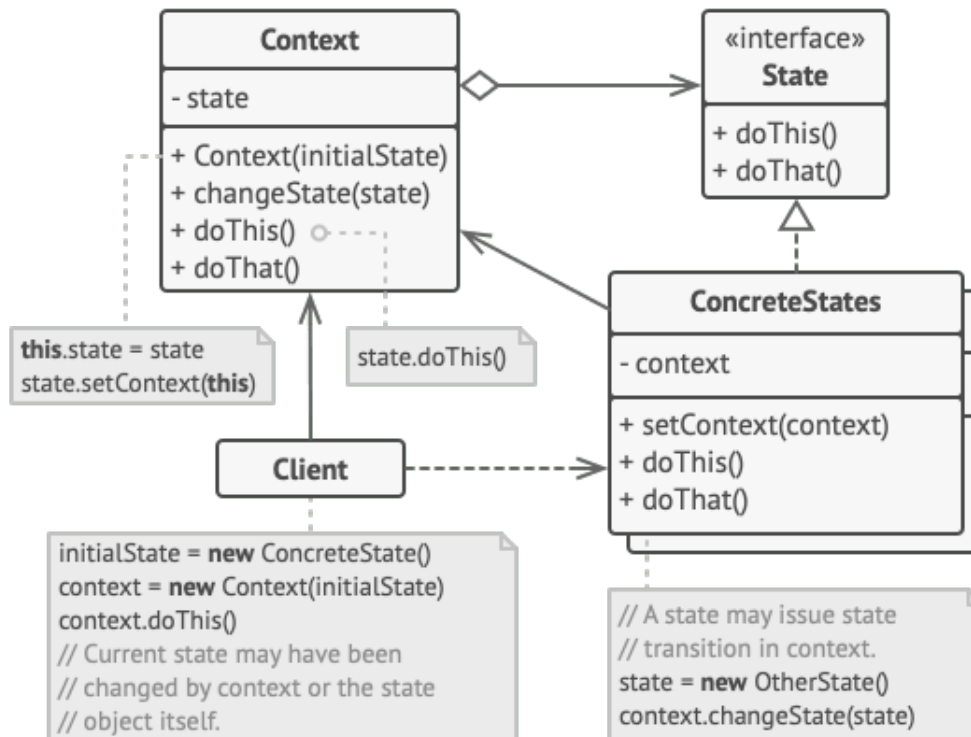 Context
- state
+ Context(initialState)
+ changeState(state)
+ doThis()
+ doThat()
«interface»
State
+ doThis()
+ doThat()
this.state = state
state.setContext(this)
state.doThis()
ConcreteStates
- context
+ setContext(context)
+ doThis()
+ doThat()
Client
initialState = new ConcreteState()
context = new Context(initialState)
context.doThis()
// Current state may have been
// changed by context or the state
// object itself.
// A state may issue state
// transition in context.
state = new OtherState()
context.changeState(state)